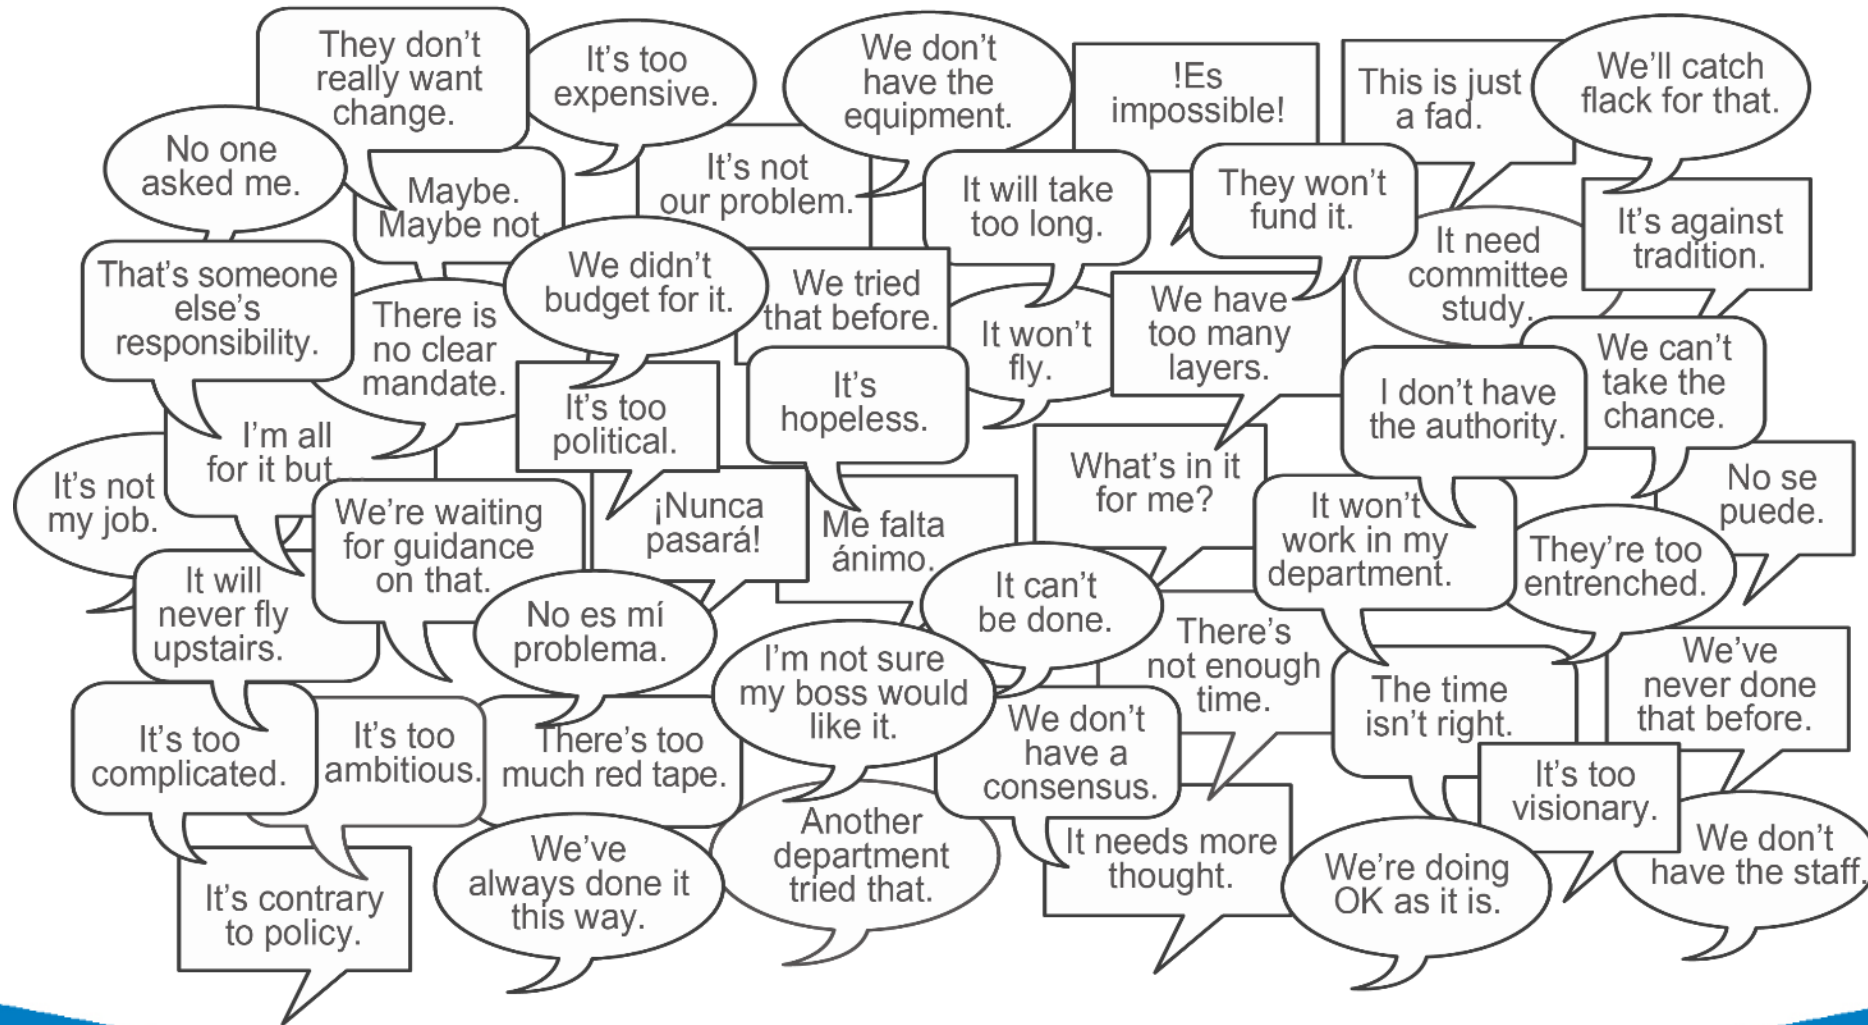 They don't
really want
change.
It's too
expensive.
We don't
have the
equipment.
!Es
impossible!
This is just
a fad.
We'll catch
flack for that.
No one
asked me.
Maybe.
Maybe not.
It's not
our problem.
It will take
too long.
They won't
fund it.
It need
committee
study.
It's against
tradition.
That's someone
else's
responsibility.
There is
no clear
mandate.
We didn't
budget for it.
We tried
that before.
It won't
fly.
We have
too many
layers.
I don't have
the authority.
We can't
take the
chance.
I'm all
for it but...
It's too
political.
It's
hopeless.
What's in it
for me?
No se
puede.
It's not
my job.
We're waiting
for guidance
on that.
¡Nunca
pasará!
Me falta
ánimo.
It won't
work in my
department.
They're too
entrenched.
It will
never fly
upstairs.
No es mí
problema.
It can't
be done.
I'm not sure
my boss would
like it.
There's
not enough
time.
The time
isn't right.
We've
never done
that before.
It's too
complicated.
It's too
ambitious.
There's too
much red tape.
We don't
have a
consensus.
It's too
visionary.
It's contrary
to policy.
We've
always done it
this way.
Another
department
tried that.
It needs more
thought.
We're doing
OK as it is.
We don't
have the staff.